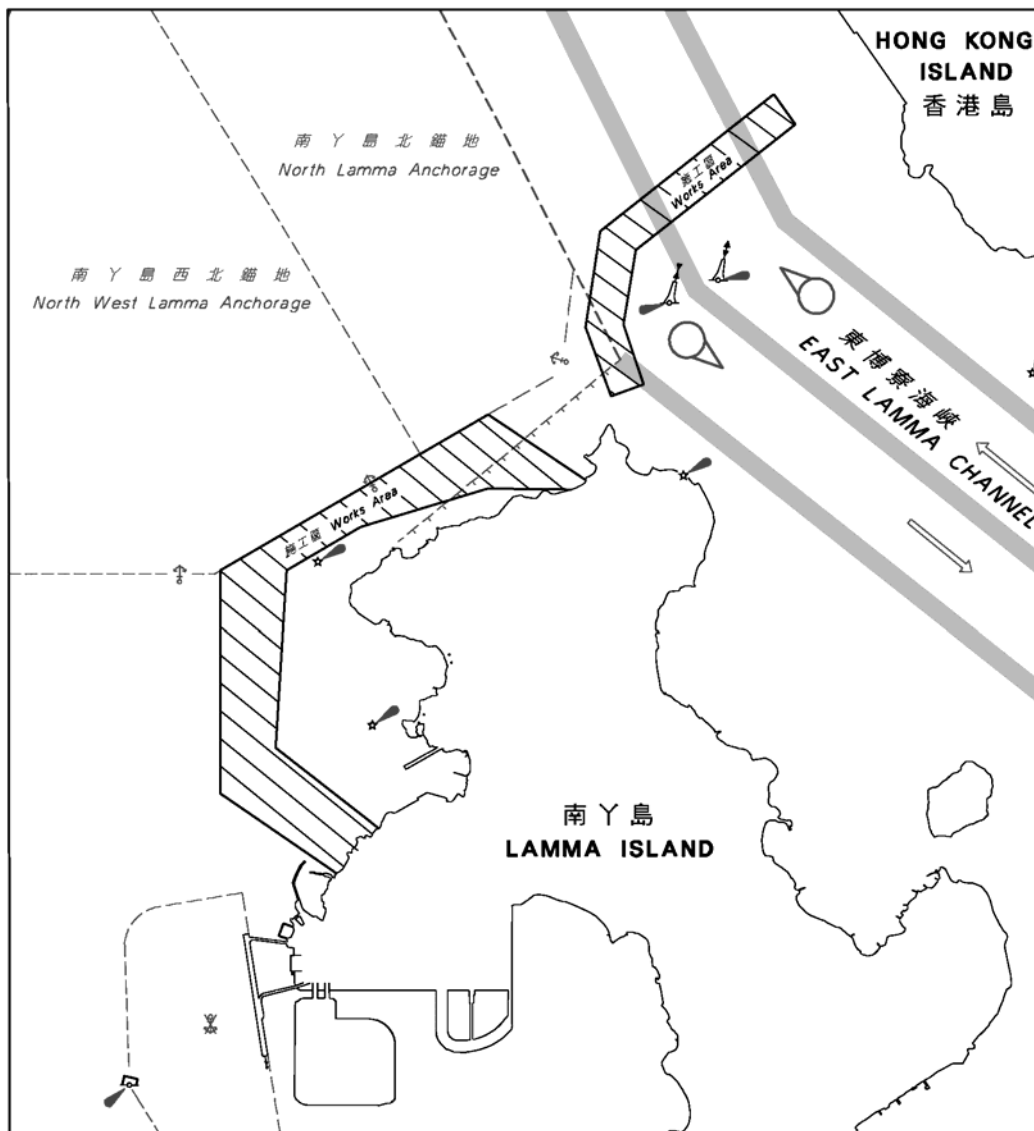 HONG KONG
ISLAND
香港島
南丫島北錨地
North Lamma Anchorage
施工區
Works Area
南丫島西北錨地
North West Lamma Anchorage
東博寮海峽
EAST LAMMA CHANNEL
施工區 Works Area
南丫島
LAMMA ISLAND